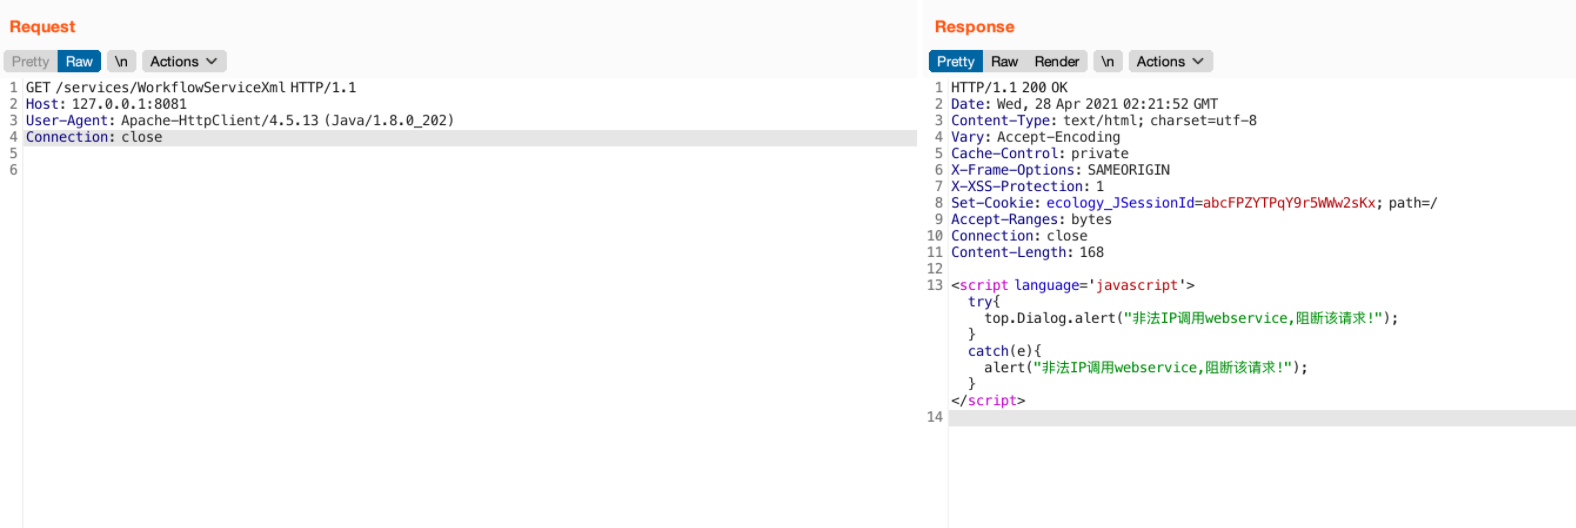 Request
Pretty Raw \n Actions
1 GET /services/WorkflowServiceXml HTTP/1.1
2 Host: 127.0.0.1:8081
3 User-Agent: Apache-HttpClient/4.5.13 (Java/1.8.0_202)
4 Connection: close
5
6
Response
Pretty Raw Render \n Actions
1 HTTP/1.1 200 OK
2 Date: Wed, 28 Apr 2021 02:21:52 GMT
3 Content-Type: text/html; charset=utf-8
4 Vary: Accept-Encoding
5 Cache-Control: private
6 X-Frame-Options: SAMEORIGIN
7 X-XSS-Protection: 1
8 Set-Cookie: ecology_JSessionId=abcFPZYTPqY9r5WWw2sKx; path=/
9 Accept-Ranges: bytes
10 Connection: close
11 Content-Length: 168
12
13 <script language='javascript'>
try{
top.Dialog.alert("非法IP调用webservice,阻断该请求!");
}
catch(e){
alert("非法IP调用webservice,阻断该请求!");
}
</script>
14